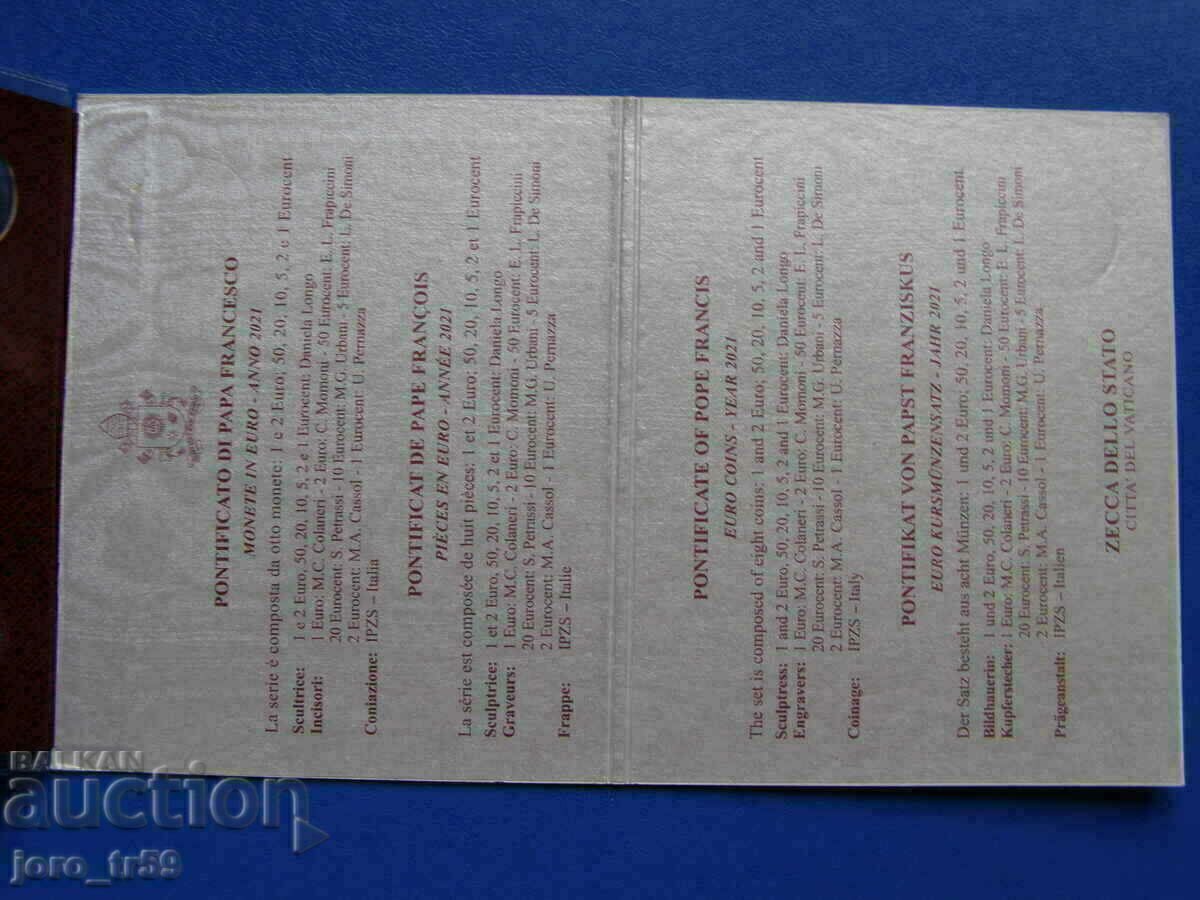 PONTIFICATO DI PAPA FRANCESCO
MONETE IN EURO - ANNO 2021
La serie è composta da otto monete: 1 e 2 Euro; 50, 20, 10, 5, 2 e 1 Eurocent
Scultrice: 1 e 2 Euro, 50, 20, 10, 5, 2 e 1 Eurocent: Daniela Longo
Incisori: 1 Euro: M.C. Colaneri - 2 Euro: C. Momoni - 50 Eurocent: E. L. Frapiccini
20 Eurocent: S. Petrassi - 10 Eurocent: M.G. Urbani - 5 Eurocent: L. De Simoni
2 Eurocent: M.A. Cassol - 1 Eurocent: U. Pernazza
Coniazione: IPZS – Italia
PONTIFICAT DE PAPE FRANÇOIS
PIÈCES EN EURO - ANNÉE 2021
La série est composée de huit pièces: 1 et 2 Euro; 50, 20, 10, 5, 2 et 1 Eurocent
Sculptrice: 1 et 2 Euro, 50, 20, 10, 5, 2 et 1 Eurocent: Daniela Longo
Graveurs: 1 Euro: M.C. Colaneri - 2 Euro: C. Momoni - 50 Eurocent: E. L. Frapiccini
20 Eurocent: S. Petrassi - 10 Eurocent: M.G. Urbani - 5 Eurocent: L. De Simoni
2 Eurocent: M.A. Cassol - 1 Eurocent: U. Pernazza
Frappe: IPZS – Italie
PONTIFICATE OF POPE FRANCIS
EURO COINS - YEAR 2021
The set is composed of eight coins: 1 and 2 Euro; 50, 20, 10, 5, 2 and 1 Eurocent
Sculptress: 1 and 2 Euro, 50, 20, 10, 5, 2 and 1 Eurocent: Daniela Longo
Engravers: 1 Euro: M.C. Colaneri - 2 Euro: C. Momoni - 50 Eurocent: E. L. Frapiccini
20 Eurocent: S. Petrassi - 10 Eurocent: M.G. Urbani - 5 Eurocent: L. De Simoni
2 Eurocent: M.A. Cassol - 1 Eurocent: U. Pernazza
Coinage: IPZS – Italy
PONTIFIKAT VON PAPST FRANZISKUS
EURO KURSMÜNZENSATZ - JAHR 2021
Der Satz besteht aus acht Münzen: 1 und 2 Euro; 50, 20, 10, 5, 2 und 1 Eurocent
Bildhauerin: 1 und 2 Euro, 50, 20, 10, 5, 2 und 1 Eurocent: Daniela Longo
Kupferstecher: 1 Euro: M.C. Colaneri - 2 Euro: C. Momoni - 50 Eurocent: E. L. Frapiccini
20 Eurocent: S. Petrassi - 10 Eurocent: M.G. Urbani - 5 Eurocent: L. De Simoni
2 Eurocent: M.A. Cassol - 1 Eurocent: U. Pernazza
Prägeanstalt: IPZS – Italien
ZECCA DELLO STATO
CITTA' DEL VATICANO
BALKAN
auction
joro_tr59